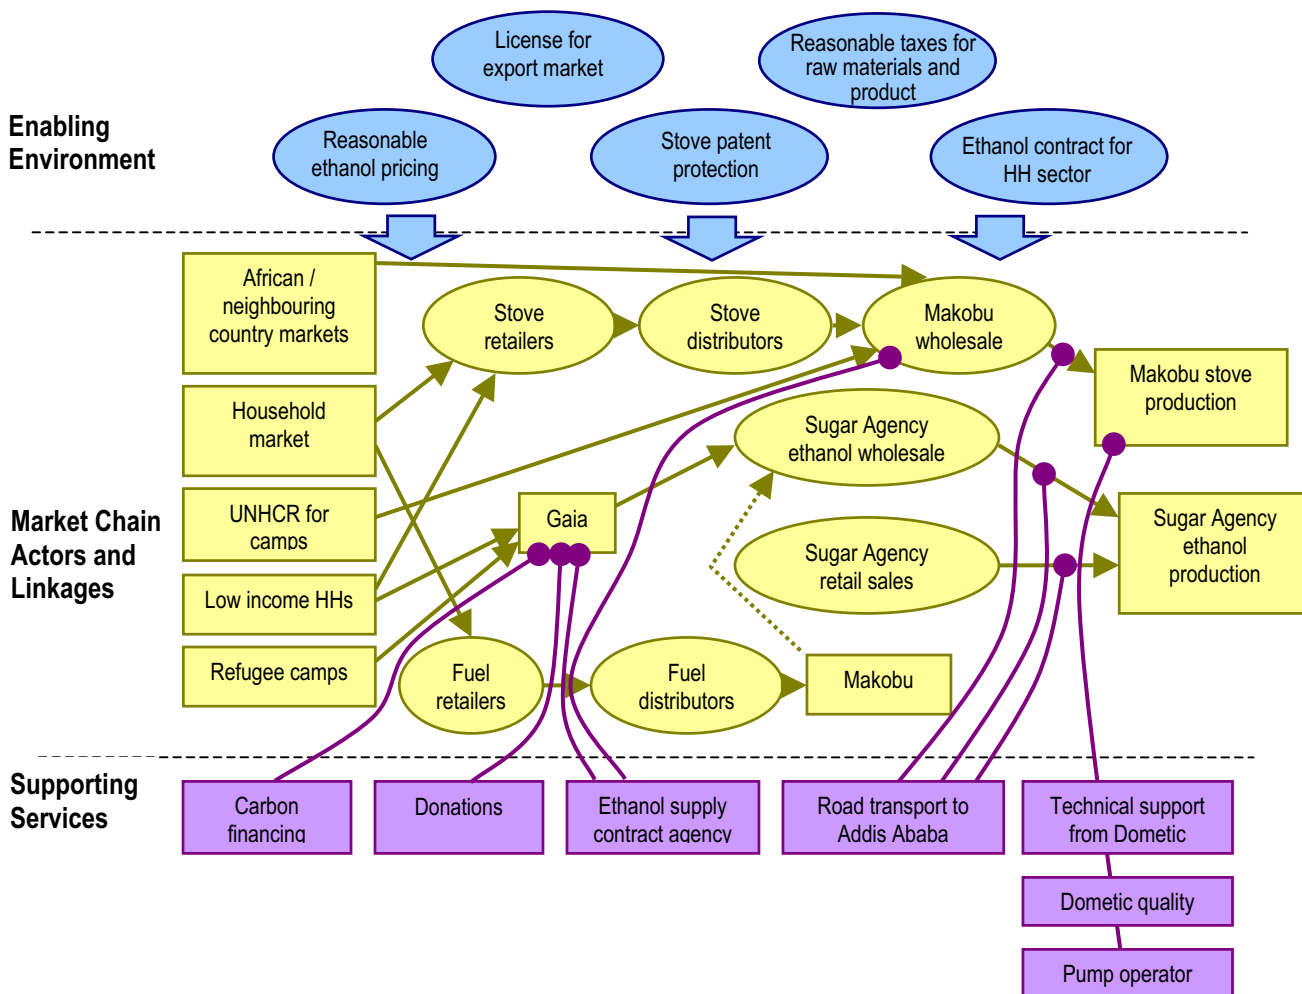 License for
export market
Reasonable taxes for
raw materials and
product
Enabling
Environment
Reasonable
ethanol pricing
Stove patent
protection
Ethanol contract for
HH sector
African /
neighbouring
country markets
Stove
retailers
Stove
distributors
Makobu
wholesale
Makobu stove
production
Household
market
Sugar Agency
ethanol wholesale
Market Chain
Actors and
Linkages
UNHCR for
camps
Gaia
Sugar Agency
retail sales
Sugar Agency
ethanol
production
Low income HHs
Refugee camps
Fuel
retailers
Fuel
distributors
Makobu
Supporting
Services
Carbon
financing
Donations
Ethanol supply
contract agency
Road transport to
Addis Ababa
Technical support
from Dometic
Dometic quality
Pump operator